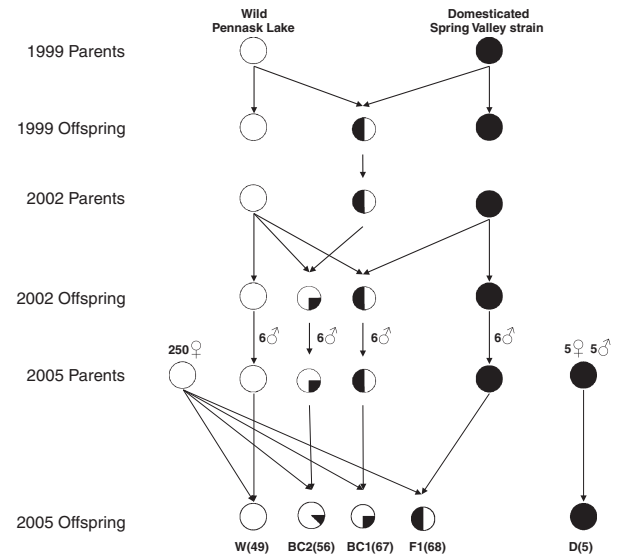 Wild
Pennask Lake
Domesticated
Spring Valley strain
1999 Parents
1999 Offspring
2002 Parents
2002 Offspring
6♂ 6♂ 6♂ 6♂
250♀
5♀ 5♂
2005 Parents
2005 Offspring
W(49) BC2(56) BC1(67) F1(68) D(5)